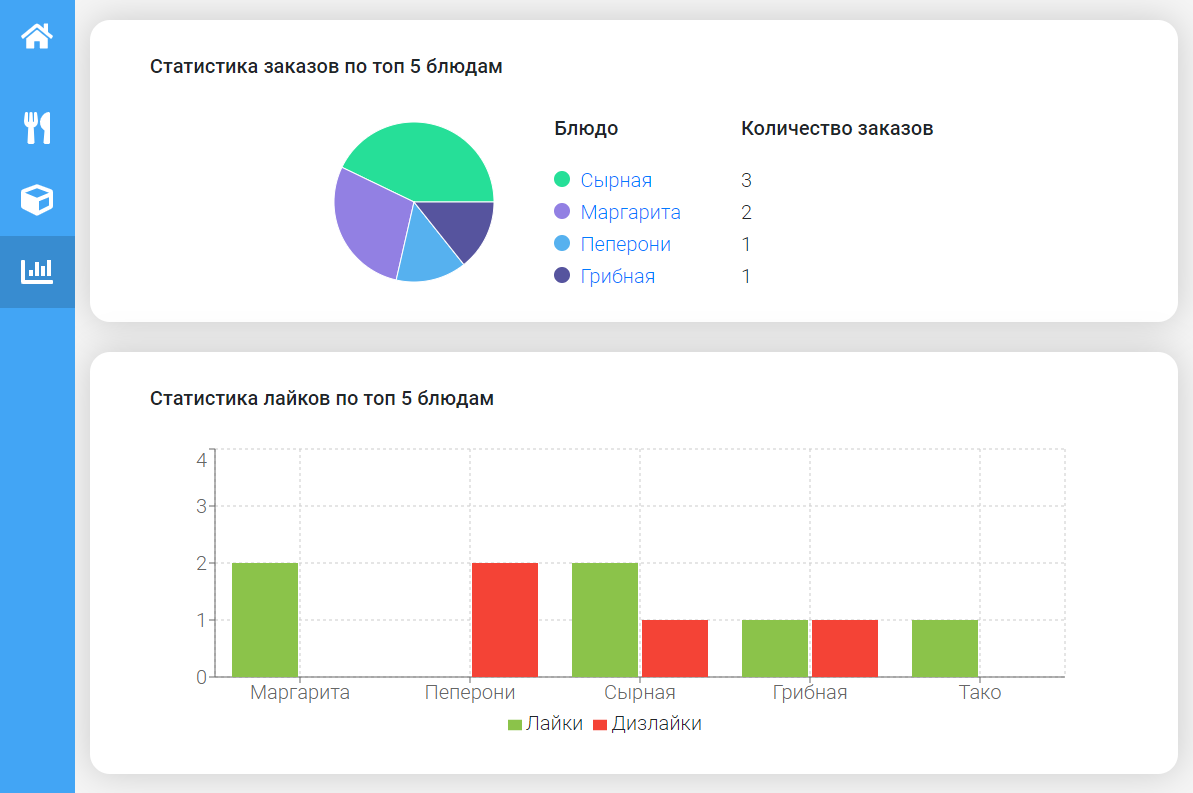 Статистика заказов по топ 5 блюдам
Блюдо Количество заказов
Сырная 3
Маргарита 2
Пеперони 1
Грибная 1
Статистика лайков по топ 5 блюдам
4
3
2
1
0
Маргарита Пеперони Сырная Грибная Тако
Лайки Дизлайки